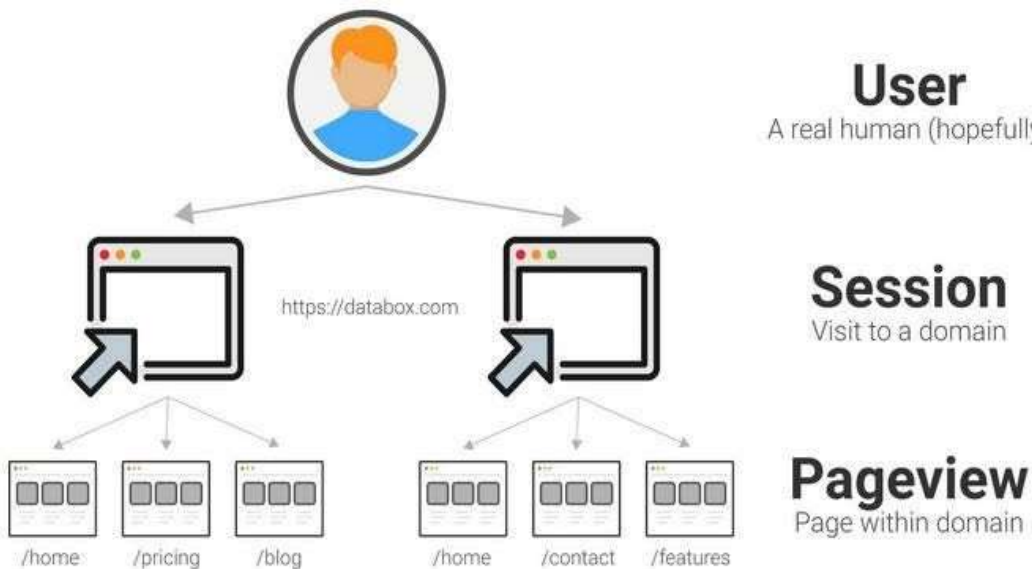 User
A real human (hopefully
https://databox.com
Session
Visit to a domain
/home
/pricing
/blog
/home
/contact
/features
Pageview
Page within domain